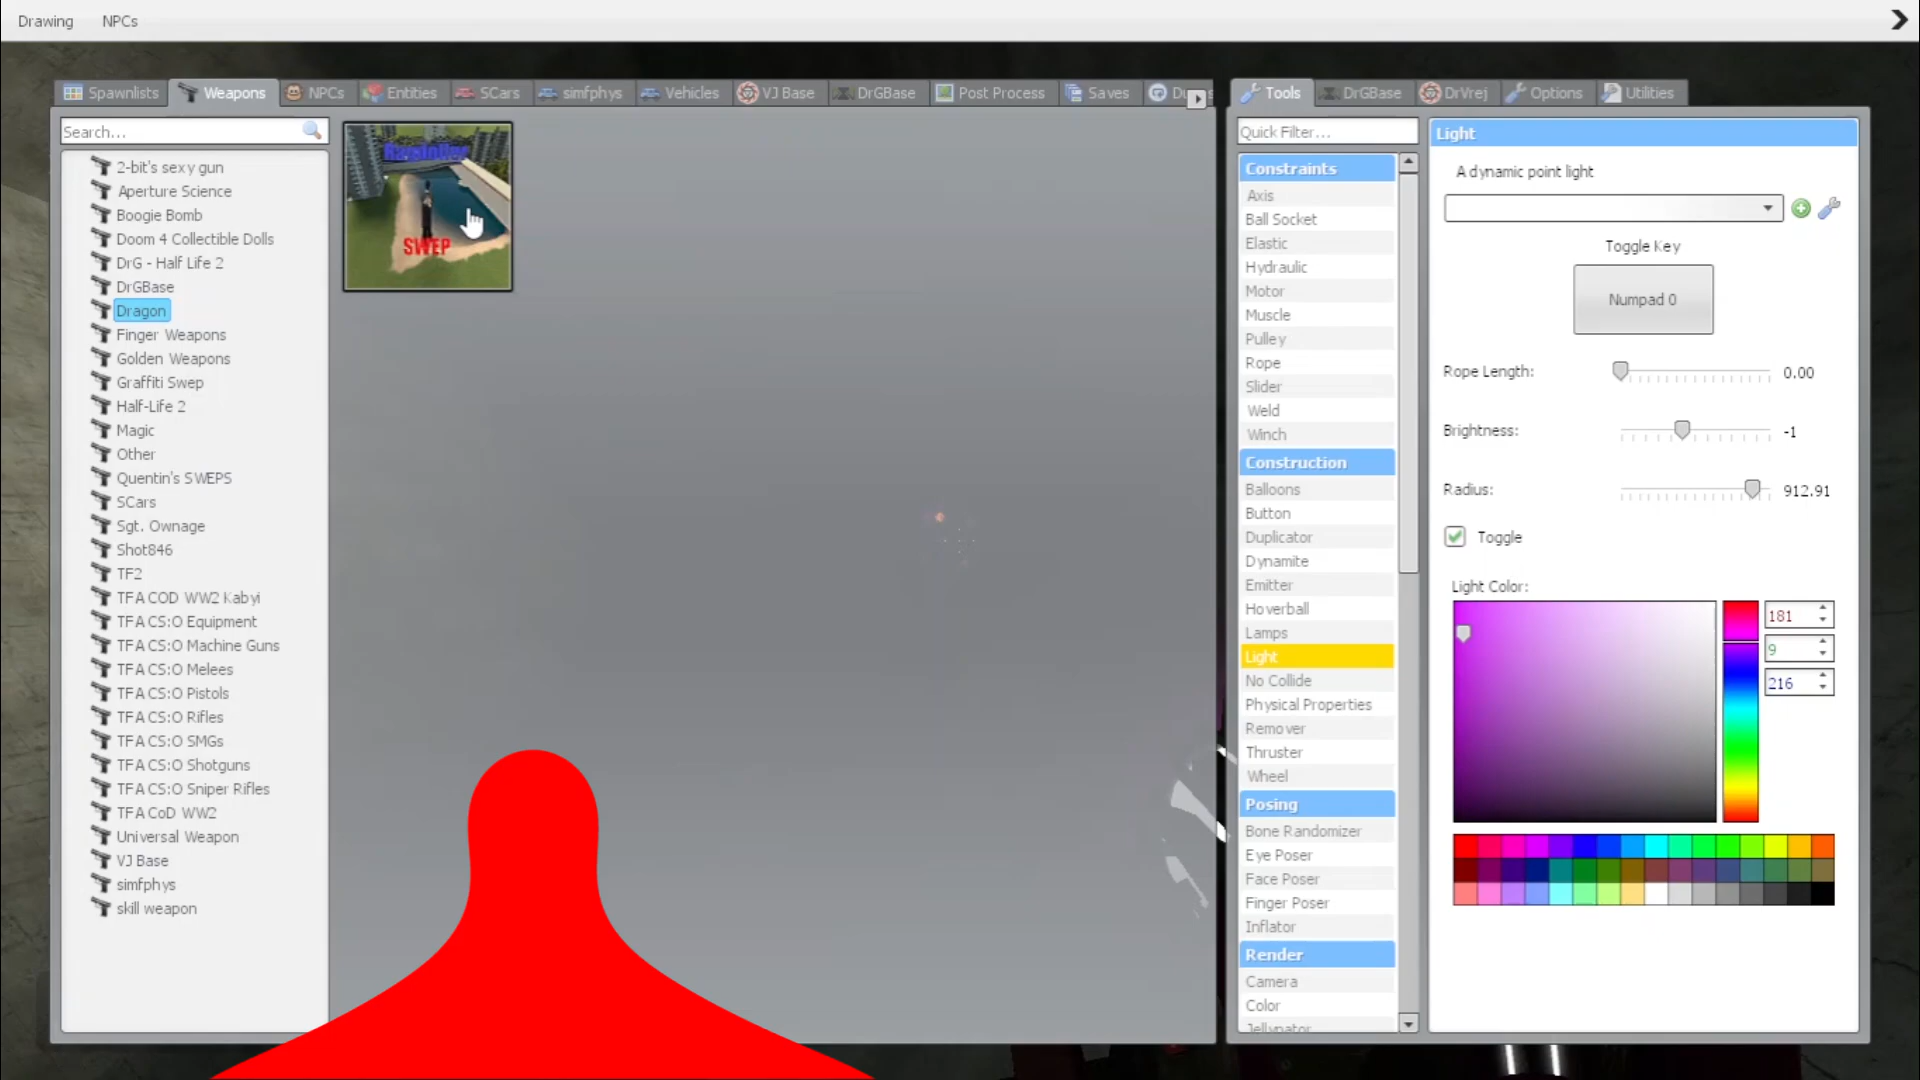 Drawing NPCs
Spawnlists Weapons NPCs Entities SCars simfphys Vehicles VJ Base DrGBase Post Process Saves
Search...
2-bit's sexy gun
Aperture Science
Boogie Bomb
Doom 4 Collectible Dolls
DrG - Half Life 2
DrGBase
Dragon
Finger Weapons
Golden Weapons
Graffiti Swep
Half-Life 2
Magic
Other
Quentin's SWEPS
SCars
Sgt. Ownage
Shot846
TF2
TFA COD WW2 Kabyi
TFA CS:O Equipment
TFA CS:O Machine Guns
TFA CS:O Melees
TFA CS:O Pistols
TFA CS:O Rifles
TFA CS:O SMGs
TFA CS:O Shotguns
TFA CS:O Sniper Rifles
TFA CoD WW2
Universal Weapon
VJ Base
simfphys
skill weapon
SWEP
Tools DrGBase DrVrej Options Utilities
Quick Filter...
Constraints
Axis
Ball Socket
Elastic
Hydraulic
Motor
Muscle
Pulley
Rope
Slider
Weld
Winch
Construction
Balloons
Button
Duplicator
Dynamite
Emitter
Hoverball
Lamps
Light
No Collide
Physical Properties
Remover
Thruster
Wheel
Posing
Bone Randomizer
Eye Poser
Face Poser
Finger Poser
Inflator
Render
Camera
Color
Light
A dynamic point light
Toggle Key
Numpad 0
Rope Length: 0.00
Brightness: -1
Radius: 912.91
Toggle
Light Color:
181
9
216